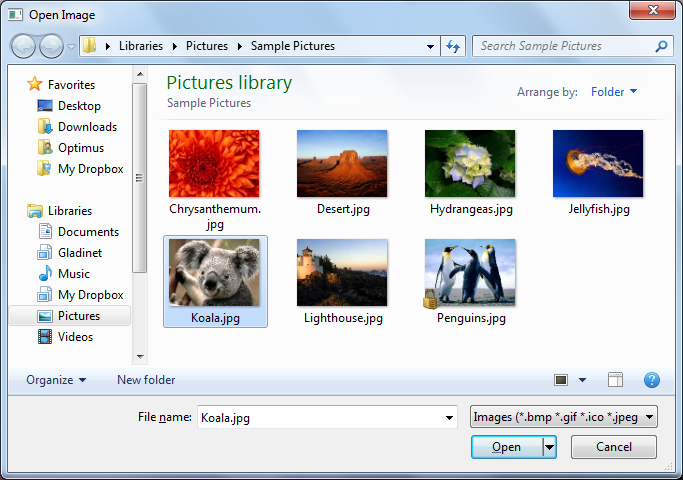 Open Image
Libraries Pictures Sample Pictures
Search Sample Pictures
Favorites
Desktop
Downloads
Optimus
My Dropbox
Libraries
Documents
Gladinet
Music
My Dropbox
Pictures
Videos
Pictures library
Sample Pictures
Arrange by: Folder
Chrysanthemum.
jpg
Desert.jpg
Hydrangeas.jpg
Jellyfish.jpg
Koala.jpg
Lighthouse.jpg
Penguins.jpg
Organize New folder
File name: Koala.jpg
Images (*.bmp *.gif *.ico *.jpeg
Open Cancel